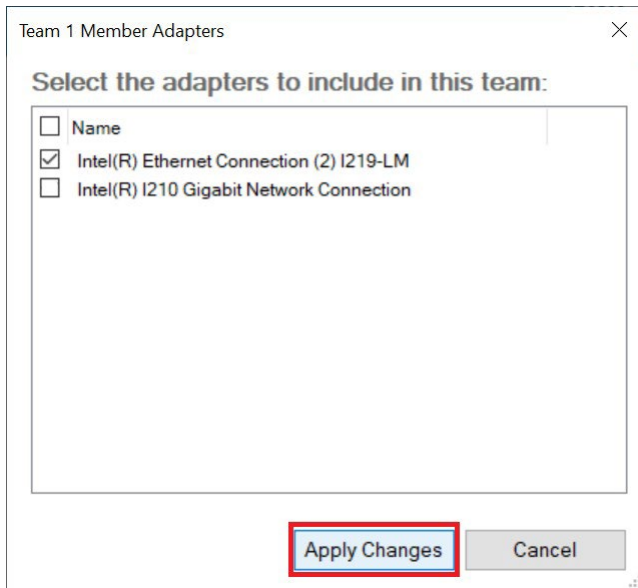 Team 1 Member Adapters
Select the adapters to include in this team:
Name
Intel(R) Ethernet Connection (2) I219-LM
Intel(R) I210 Gigabit Network Connection
Apply Changes Cancel